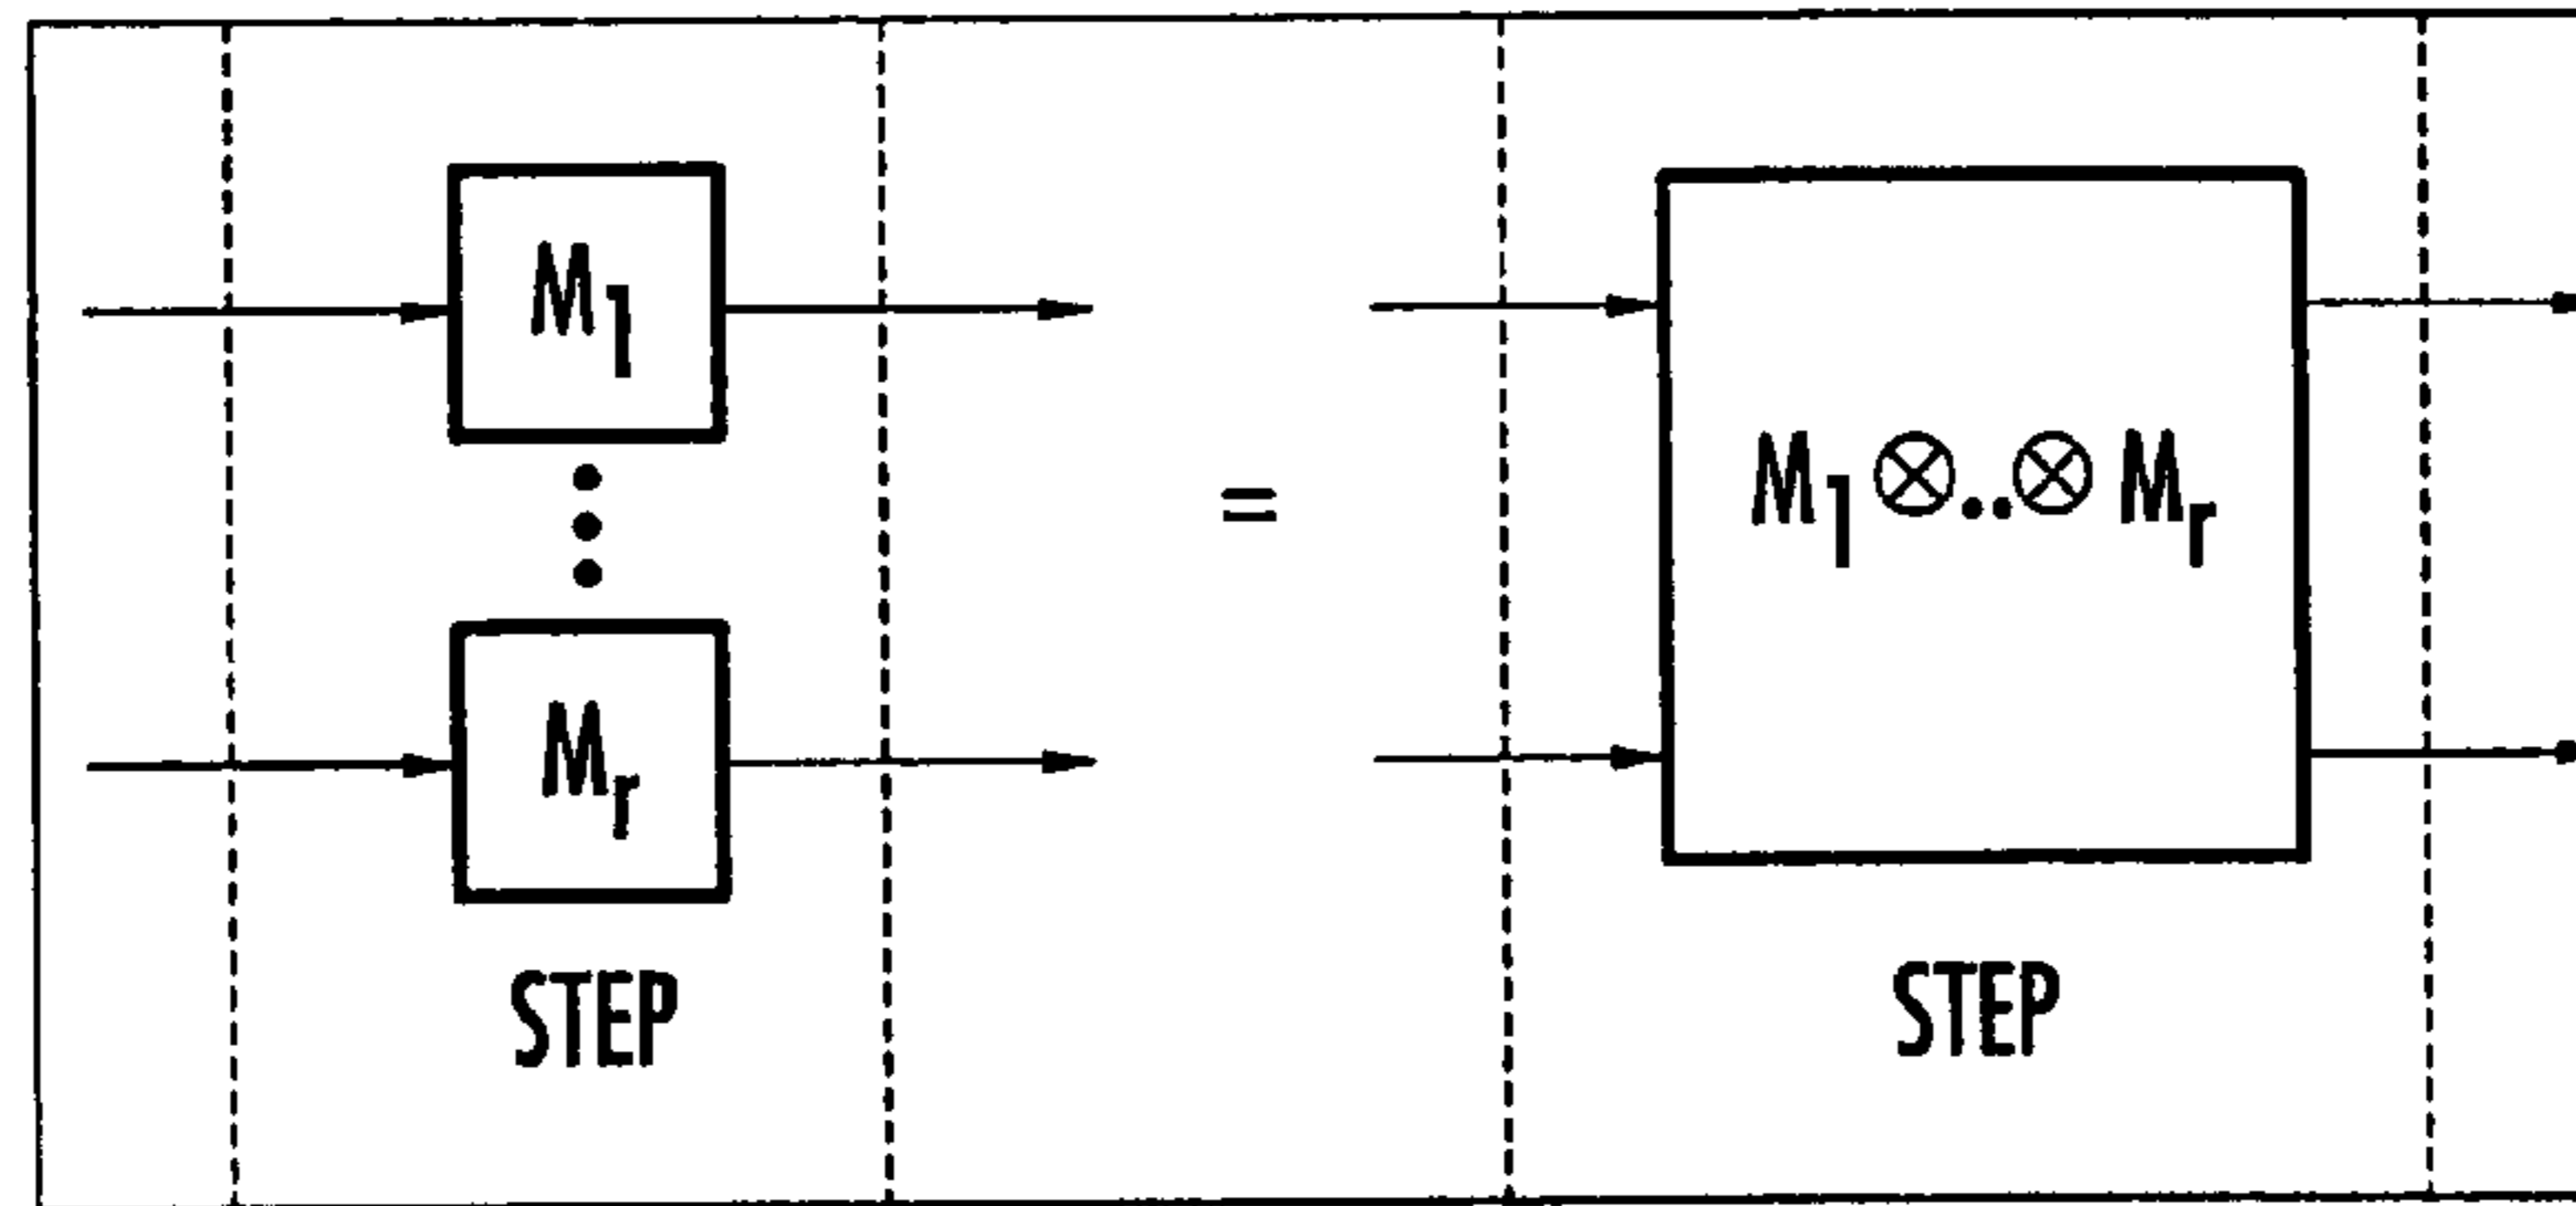 M₁
Mᵣ
STEP
=
M₁⊗..⊗Mᵣ
STEP